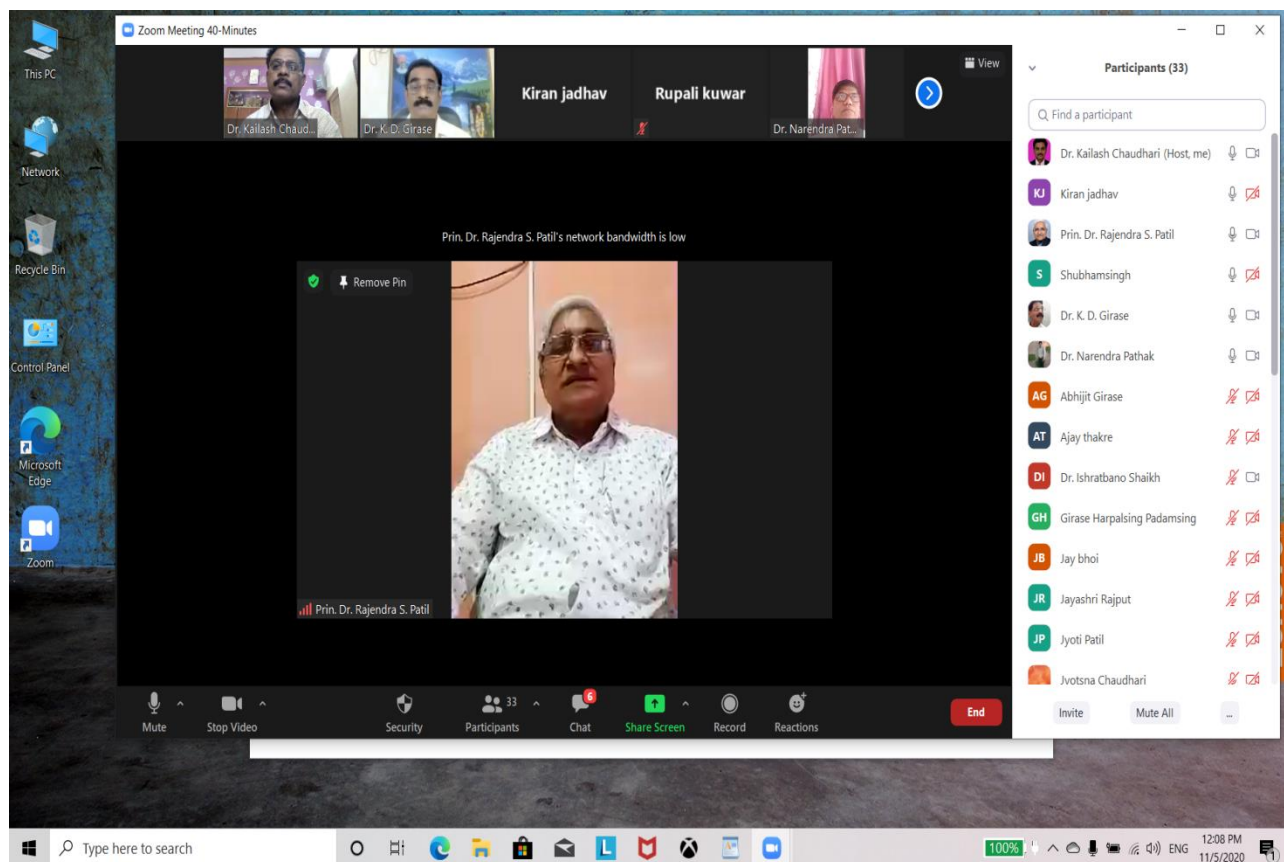 This PC
Network
Recycle Bin
Control Panel
Microsoft
Edge
Zoom
Zoom Meeting 40-Minutes
Dr. Kailash Chaud...
Dr. K. D. Girase
Kiran jadhav
Rupali kuwar
Dr. Narendra Pat...
View
Prin. Dr. Rajendra S. Patil's network bandwidth is low
Remove Pin
Prin. Dr. Rajendra S. Patil
Mute
Stop Video
Security
33
Participants
6
Chat
Share Screen
Record
Reactions
End
Participants (33)
Find a participant
Dr. Kailash Chaudhari (Host, me)
KJ Kiran jadhav
Prin. Dr. Rajendra S. Patil
S Shubhamsingh
Dr. K. D. Girase
Dr. Narendra Pathak
AG Abhijit Girase
AT Ajay thakre
DI Dr. Ishratbano Shaikh
GH Girase Harpalsing Padamsing
JB Jay bhoi
JR Jayashri Rajput
JP Jyoti Patil
Jyotsna Chaudhari
Invite
Mute All
...
Type here to search
L
100%
ENG
12:08 PM
11/5/2020